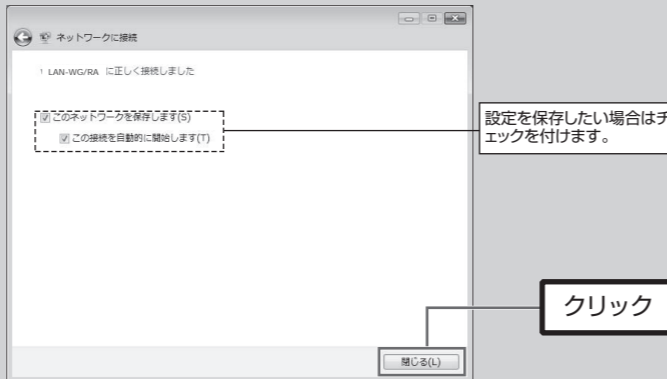 ネットワークに接続
LAN-WG/RA に正しく接続しました
このネットワークを保存します(S)
この接続を自動的に開始します(T)
設定を保存したい場合はチ
ェックを付けます。
クリック
閉じる(L)